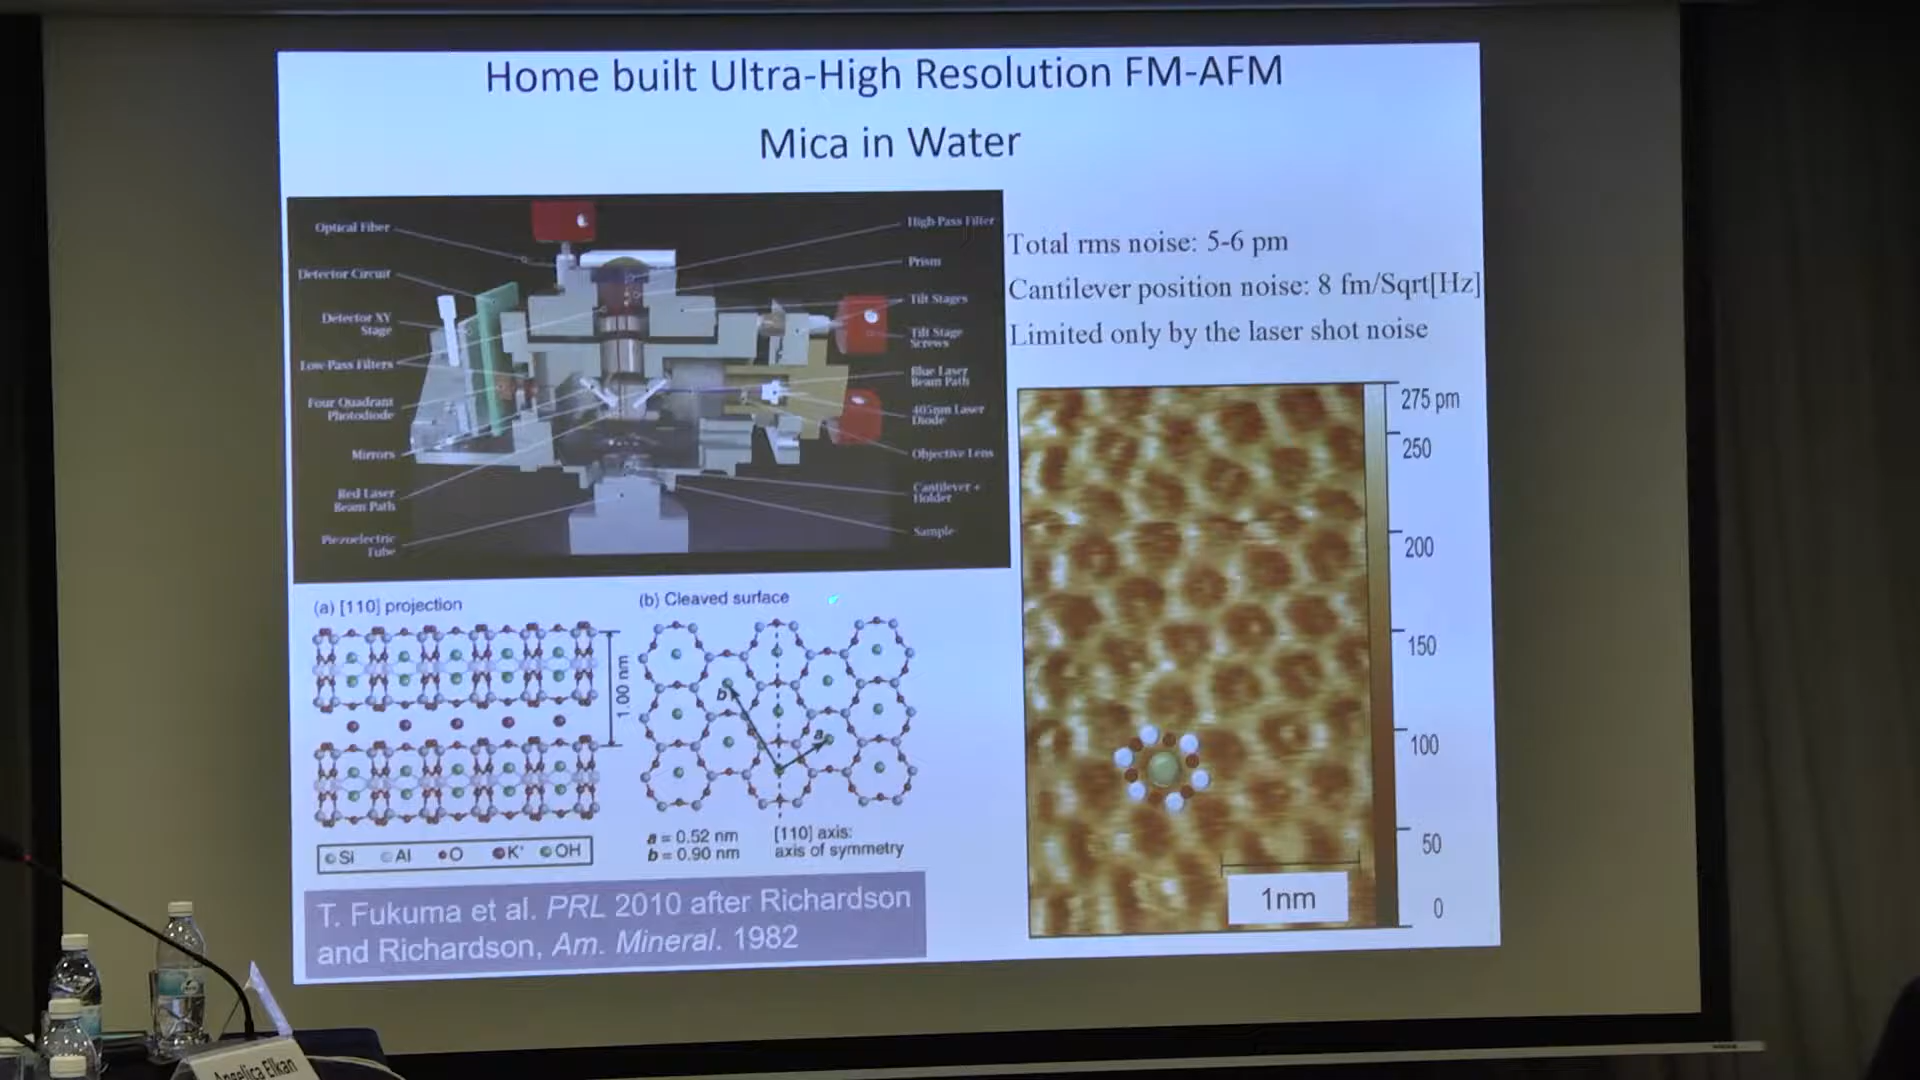 Home built Ultra-High Resolution FM-AFM
Mica in Water
Optical Fiber
Detector Circuit
Detector XY
Stage
Low-Pass Filters
Four Quadrant
Photodiode
Mirrors
Red Laser
Beam Path
Piezoelectric
Tube
High-Pass Filter
Prism
Tilt Stages
Tilt Stage
Screws
Blue Laser
Beam Path
405nm Laser
Diode
Objective Lens
Cantilever +
Holder
Sample
Total rms noise: 5-6 pm
Cantilever position noise: 8 fm/Sqrt[Hz]
Limited only by the laser shot noise
275 pm
250
200
150
100
50
0
1nm
(a) [110] projection
1.00 nm
Si Al O K⁺ OH
(b) Cleaved surface
b
a
a = 0.52 nm
b = 0.90 nm
[110] axis:
axis of symmetry
T. Fukuma et al. PRL 2010 after Richardson
and Richardson, Am. Mineral. 1982
Angelica Elkan